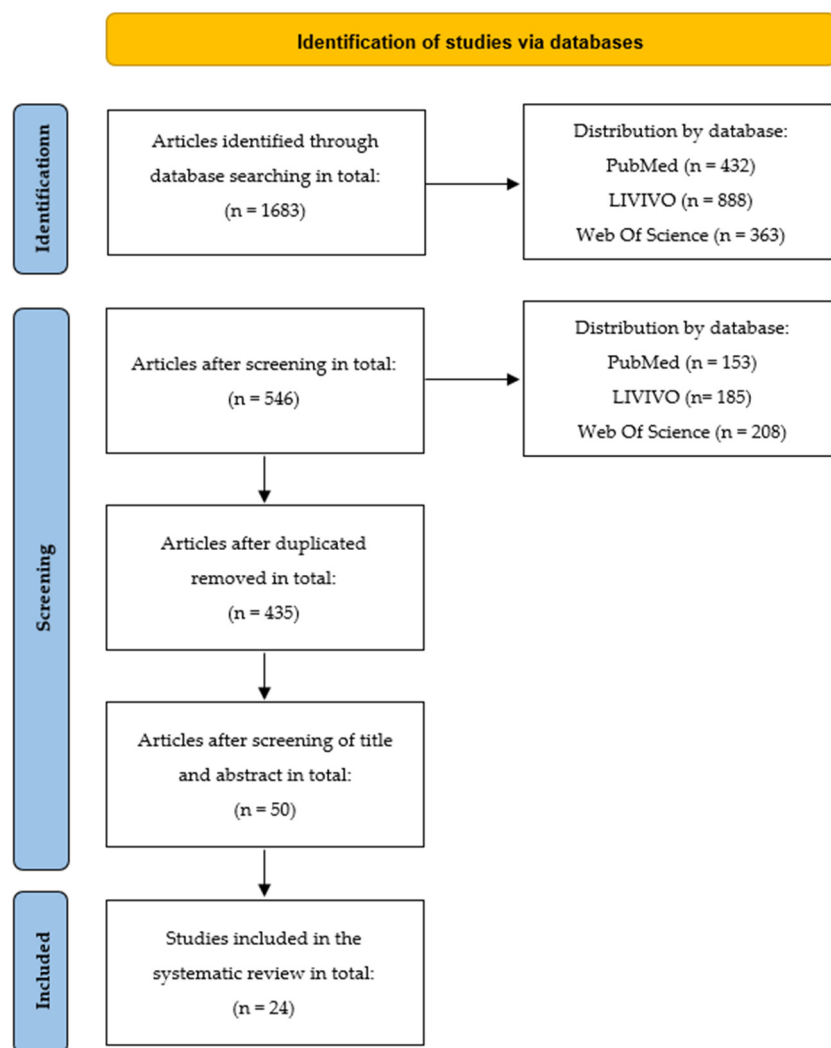 Identification of studies via databases
Identificationn
Articles identified through
database searching in total:
(n = 1683)
Distribution by database:
PubMed (n = 432)
LIVIVO (n = 888)
Web Of Science (n = 363)
Screening
Articles after screening in total:
(n = 546)
Distribution by database:
PubMed (n = 153)
LIVIVO (n= 185)
Web Of Science (n = 208)
Articles after duplicated
removed in total:
(n = 435)
Articles after screening of title
and abstract in total:
(n = 50)
Included
Studies included in the
systematic review in total:
(n = 24)